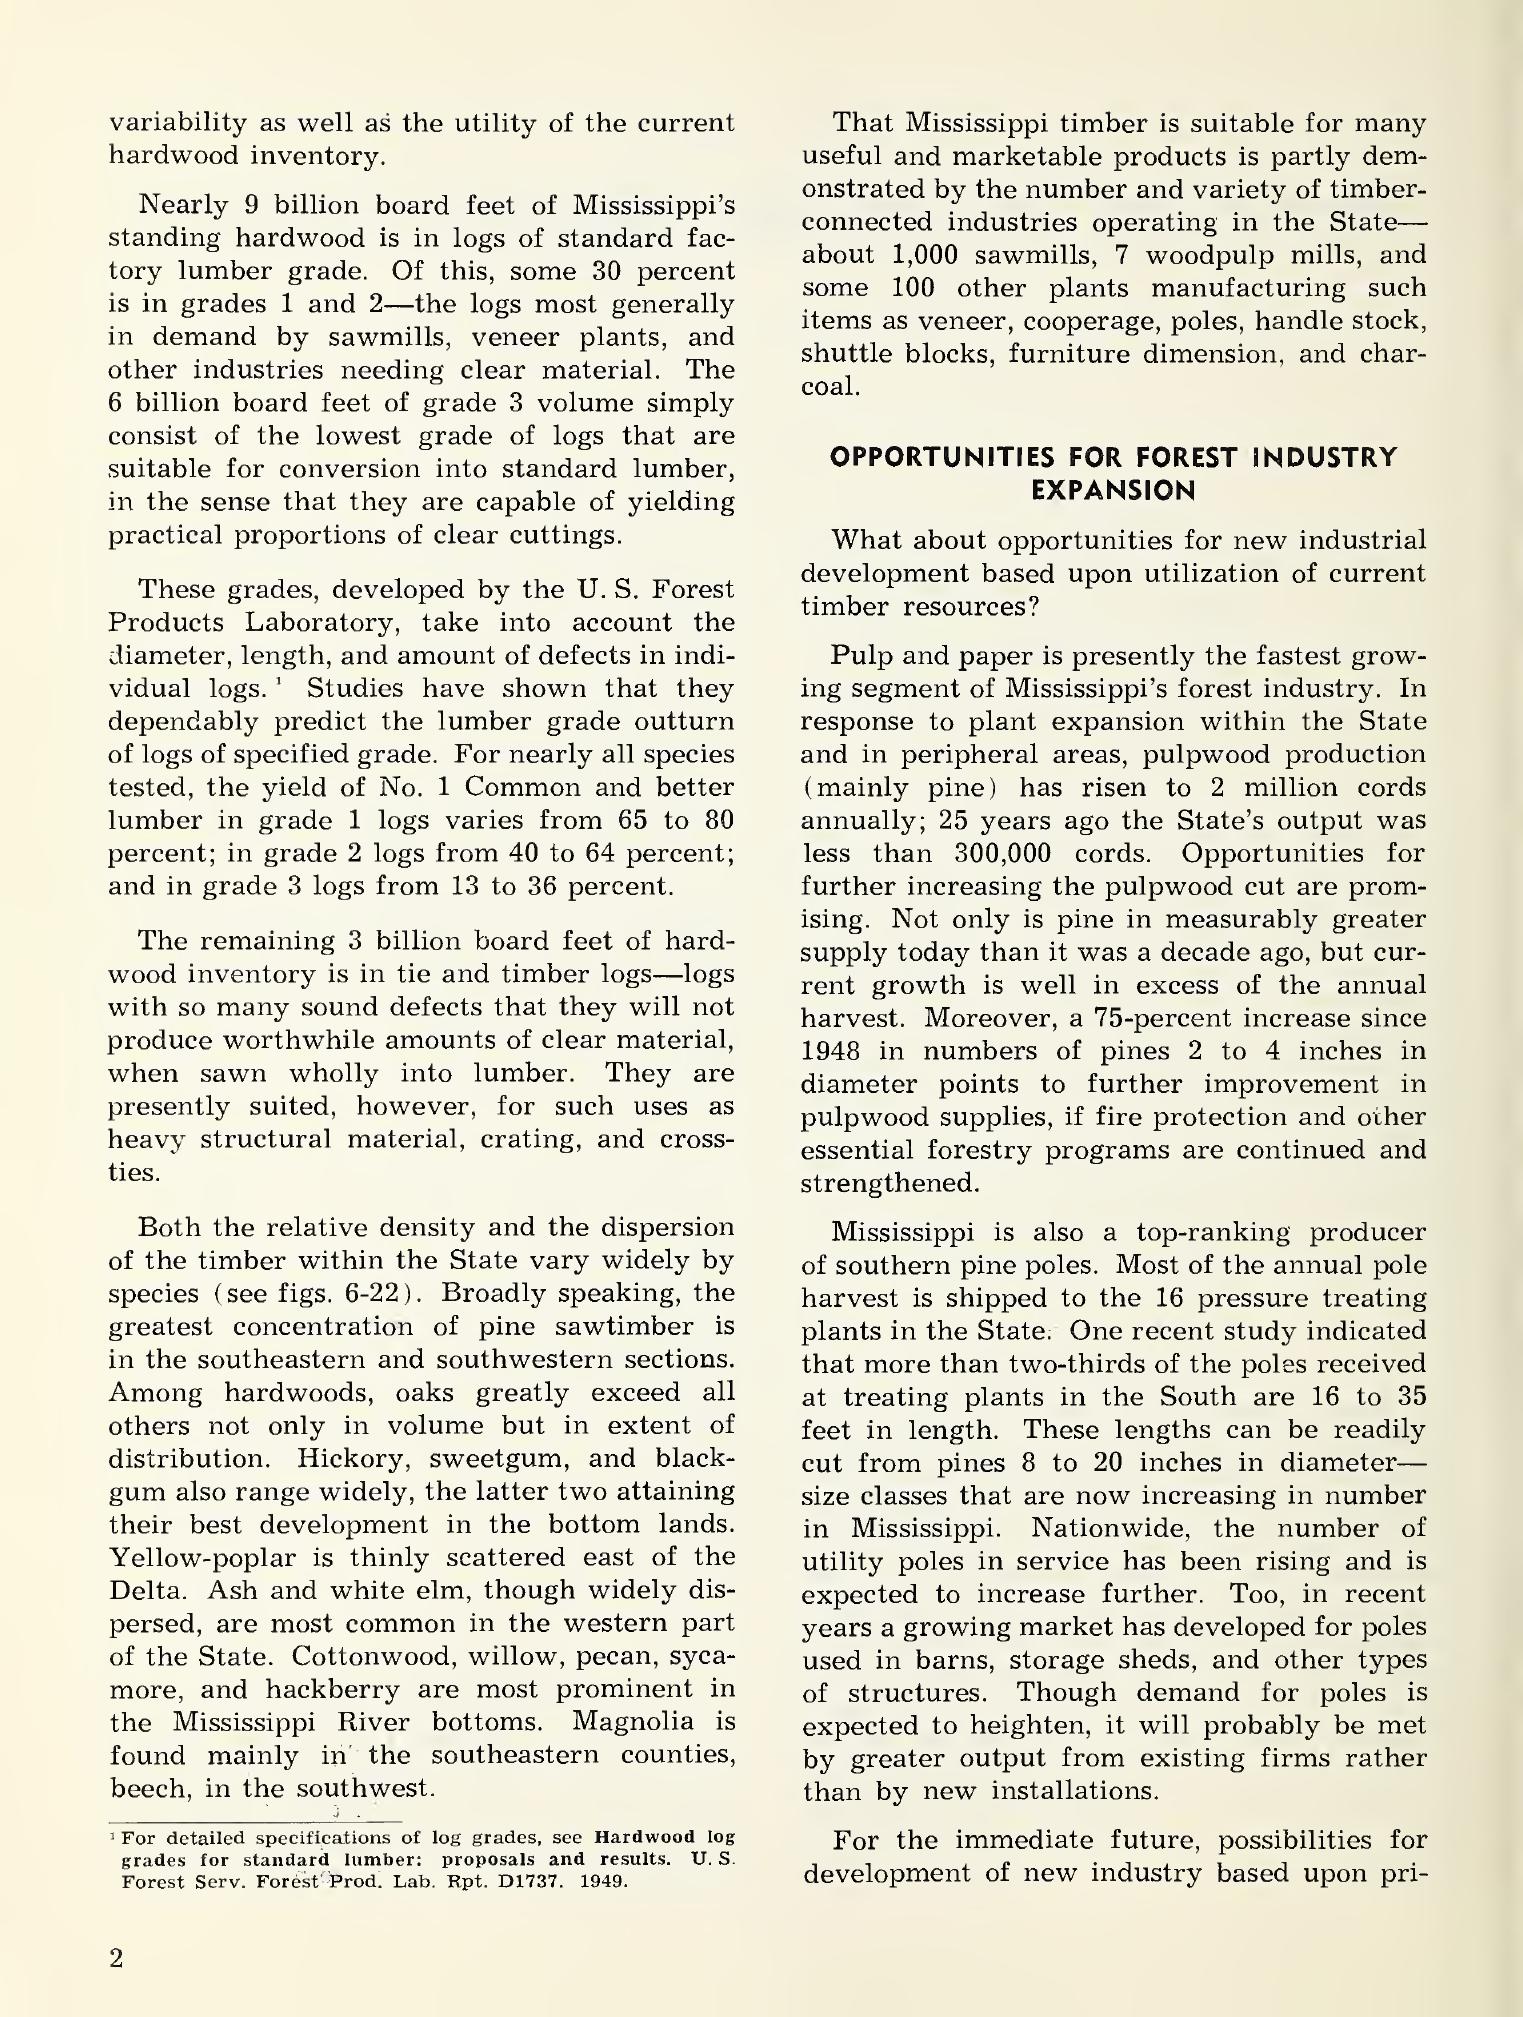 variability as well as the utility of the current
hardwood inventory.
Nearly 9 billion board feet of Mississippi's
standing hardwood is in logs of standard fac-
tory lumber grade. Of this, some 30 percent
is in grades 1 and 2—the logs most generally
in demand by sawmills, veneer plants, and
other industries needing clear material. The
6 billion board feet of grade 3 volume simply
consist of the lowest grade of logs that are
suitable for conversion into standard lumber,
in the sense that they are capable of yielding
practical proportions of clear cuttings.
These grades, developed by the U. S. Forest
Products Laboratory, take into account the
diameter, length, and amount of defects in indi-
vidual logs. ¹ Studies have shown that they
dependably predict the lumber grade outturn
of logs of specified grade. For nearly all species
tested, the yield of No. 1 Common and better
lumber in grade 1 logs varies from 65 to 80
percent; in grade 2 logs from 40 to 64 percent;
and in grade 3 logs from 13 to 36 percent.
The remaining 3 billion board feet of hard-
wood inventory is in tie and timber logs—logs
with so many sound defects that they will not
produce worthwhile amounts of clear material,
when sawn wholly into lumber. They are
presently suited, however, for such uses as
heavy structural material, crating, and cross-
ties.
Both the relative density and the dispersion
of the timber within the State vary widely by
species (see figs. 6-22). Broadly speaking, the
greatest concentration of pine sawtimber is
in the southeastern and southwestern sections.
Among hardwoods, oaks greatly exceed all
others not only in volume but in extent of
distribution. Hickory, sweetgum, and black-
gum also range widely, the latter two attaining
their best development in the bottom lands.
Yellow-poplar is thinly scattered east of the
Delta. Ash and white elm, though widely dis-
persed, are most common in the western part
of the State. Cottonwood, willow, pecan, syca-
more, and hackberry are most prominent in
the Mississippi River bottoms. Magnolia is
found mainly in the southeastern counties,
beech, in the southwest.
¹ For detailed specifications of log grades, see Hardwood log
grades for standard lumber: proposals and results. U. S.
Forest Serv. Forest Prod. Lab. Rpt. D1737. 1949.
2
That Mississippi timber is suitable for many
useful and marketable products is partly dem-
onstrated by the number and variety of timber-
connected industries operating in the State—
about 1,000 sawmills, 7 woodpulp mills, and
some 100 other plants manufacturing such
items as veneer, cooperage, poles, handle stock,
shuttle blocks, furniture dimension, and char-
coal.
OPPORTUNITIES FOR FOREST INDUSTRY
EXPANSION
What about opportunities for new industrial
development based upon utilization of current
timber resources?
Pulp and paper is presently the fastest grow-
ing segment of Mississippi's forest industry. In
response to plant expansion within the State
and in peripheral areas, pulpwood production
(mainly pine) has risen to 2 million cords
annually; 25 years ago the State's output was
less than 300,000 cords. Opportunities for
further increasing the pulpwood cut are prom-
ising. Not only is pine in measurably greater
supply today than it was a decade ago, but cur-
rent growth is well in excess of the annual
harvest. Moreover, a 75-percent increase since
1948 in numbers of pines 2 to 4 inches in
diameter points to further improvement in
pulpwood supplies, if fire protection and other
essential forestry programs are continued and
strengthened.
Mississippi is also a top-ranking producer
of southern pine poles. Most of the annual pole
harvest is shipped to the 16 pressure treating
plants in the State. One recent study indicated
that more than two-thirds of the poles received
at treating plants in the South are 16 to 35
feet in length. These lengths can be readily
cut from pines 8 to 20 inches in diameter—
size classes that are now increasing in number
in Mississippi. Nationwide, the number of
utility poles in service has been rising and is
expected to increase further. Too, in recent
years a growing market has developed for poles
used in barns, storage sheds, and other types
of structures. Though demand for poles is
expected to heighten, it will probably be met
by greater output from existing firms rather
than by new installations.
For the immediate future, possibilities for
development of new industry based upon pri-